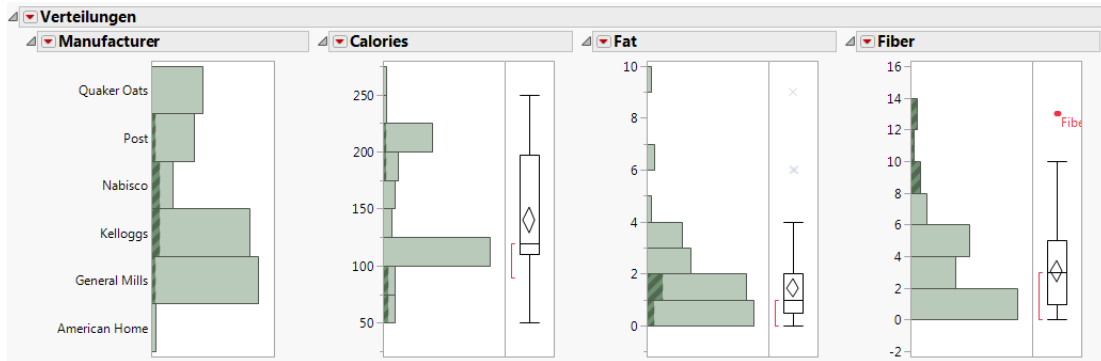 Verteilungen
Manufacturer
Quaker Oats
Post
Nabisco
Kelloggs
General Mills
American Home
Calories
250
200
150
100
50
Fat
10
8
6
4
2
0
Fiber
16
14
12
10
8
6
4
2
0
-2
Fibe